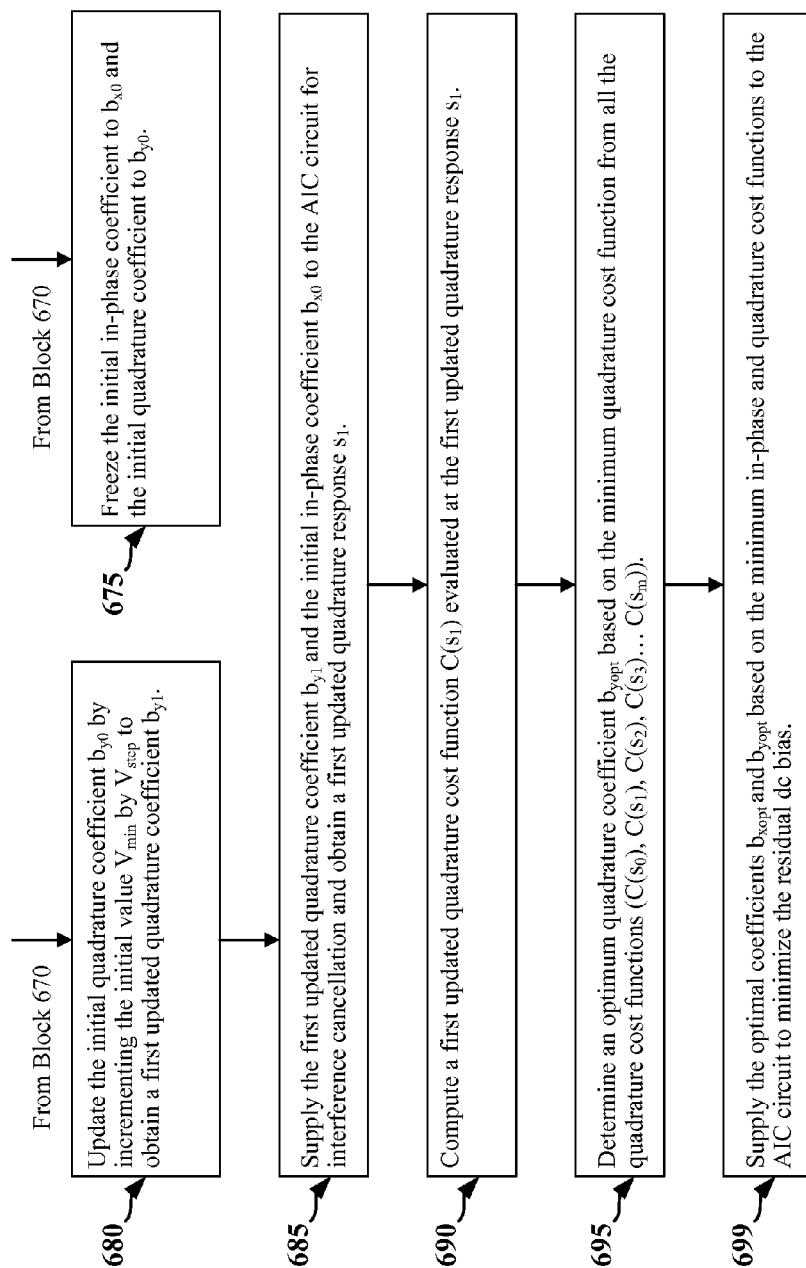 From Block 670
From Block 670
680
Update the initial quadrature coefficient b_y0 by
incrementing the initial value V_min by V_step to
obtain a first updated quadrature coefficient b_y1.
675
Freeze the initial in-phase coefficient to b_x0 and
the initial quadrature coefficient to b_y0.
685
Supply the first updated quadrature coefficient b_y1 and the initial in-phase coefficient b_x0 to the AIC circuit for
interference cancellation and obtain a first updated quadrature response s_1.
690
Compute a first updated quadrature cost function C(s_1) evaluated at the first updated quadrature response s_1.
695
Determine an optimum quadrature coefficient b_yopt based on the minimum quadrature cost function from all the
quadrature cost functions (C(s_0), C(s_1), C(s_2), C(s_3)... C(s_m)).
699
Supply the optimal coefficients b_xopt and b_yopt based on the minimum in-phase and quadrature cost functions to the
AIC circuit to minimize the residual dc bias.